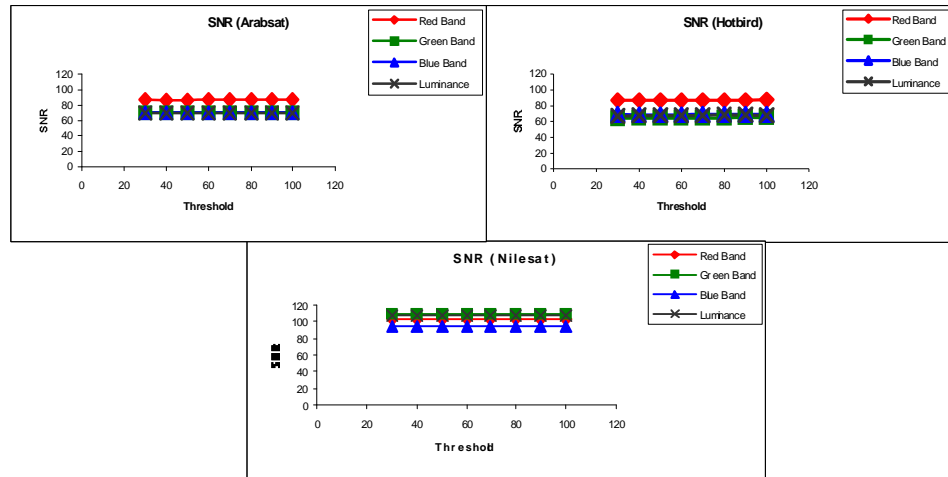 SNR (Arabsat)
Red Band
Green Band
Blue Band
Luminance
120
100
80
60
40
20
0
SNR
0 20 40 60 80 100 120
Threshold
SNR (Hotbird)
Red Band
Green Band
Blue Band
Luminance
120
100
80
60
40
20
0
SNR
0 20 40 60 80 100 120
Threshold
SNR (Nilesat)
Red Band
Green Band
Blue Band
Luminance
120
100
80
60
40
20
0
SNR
0 20 40 60 80 100 120
Threshold